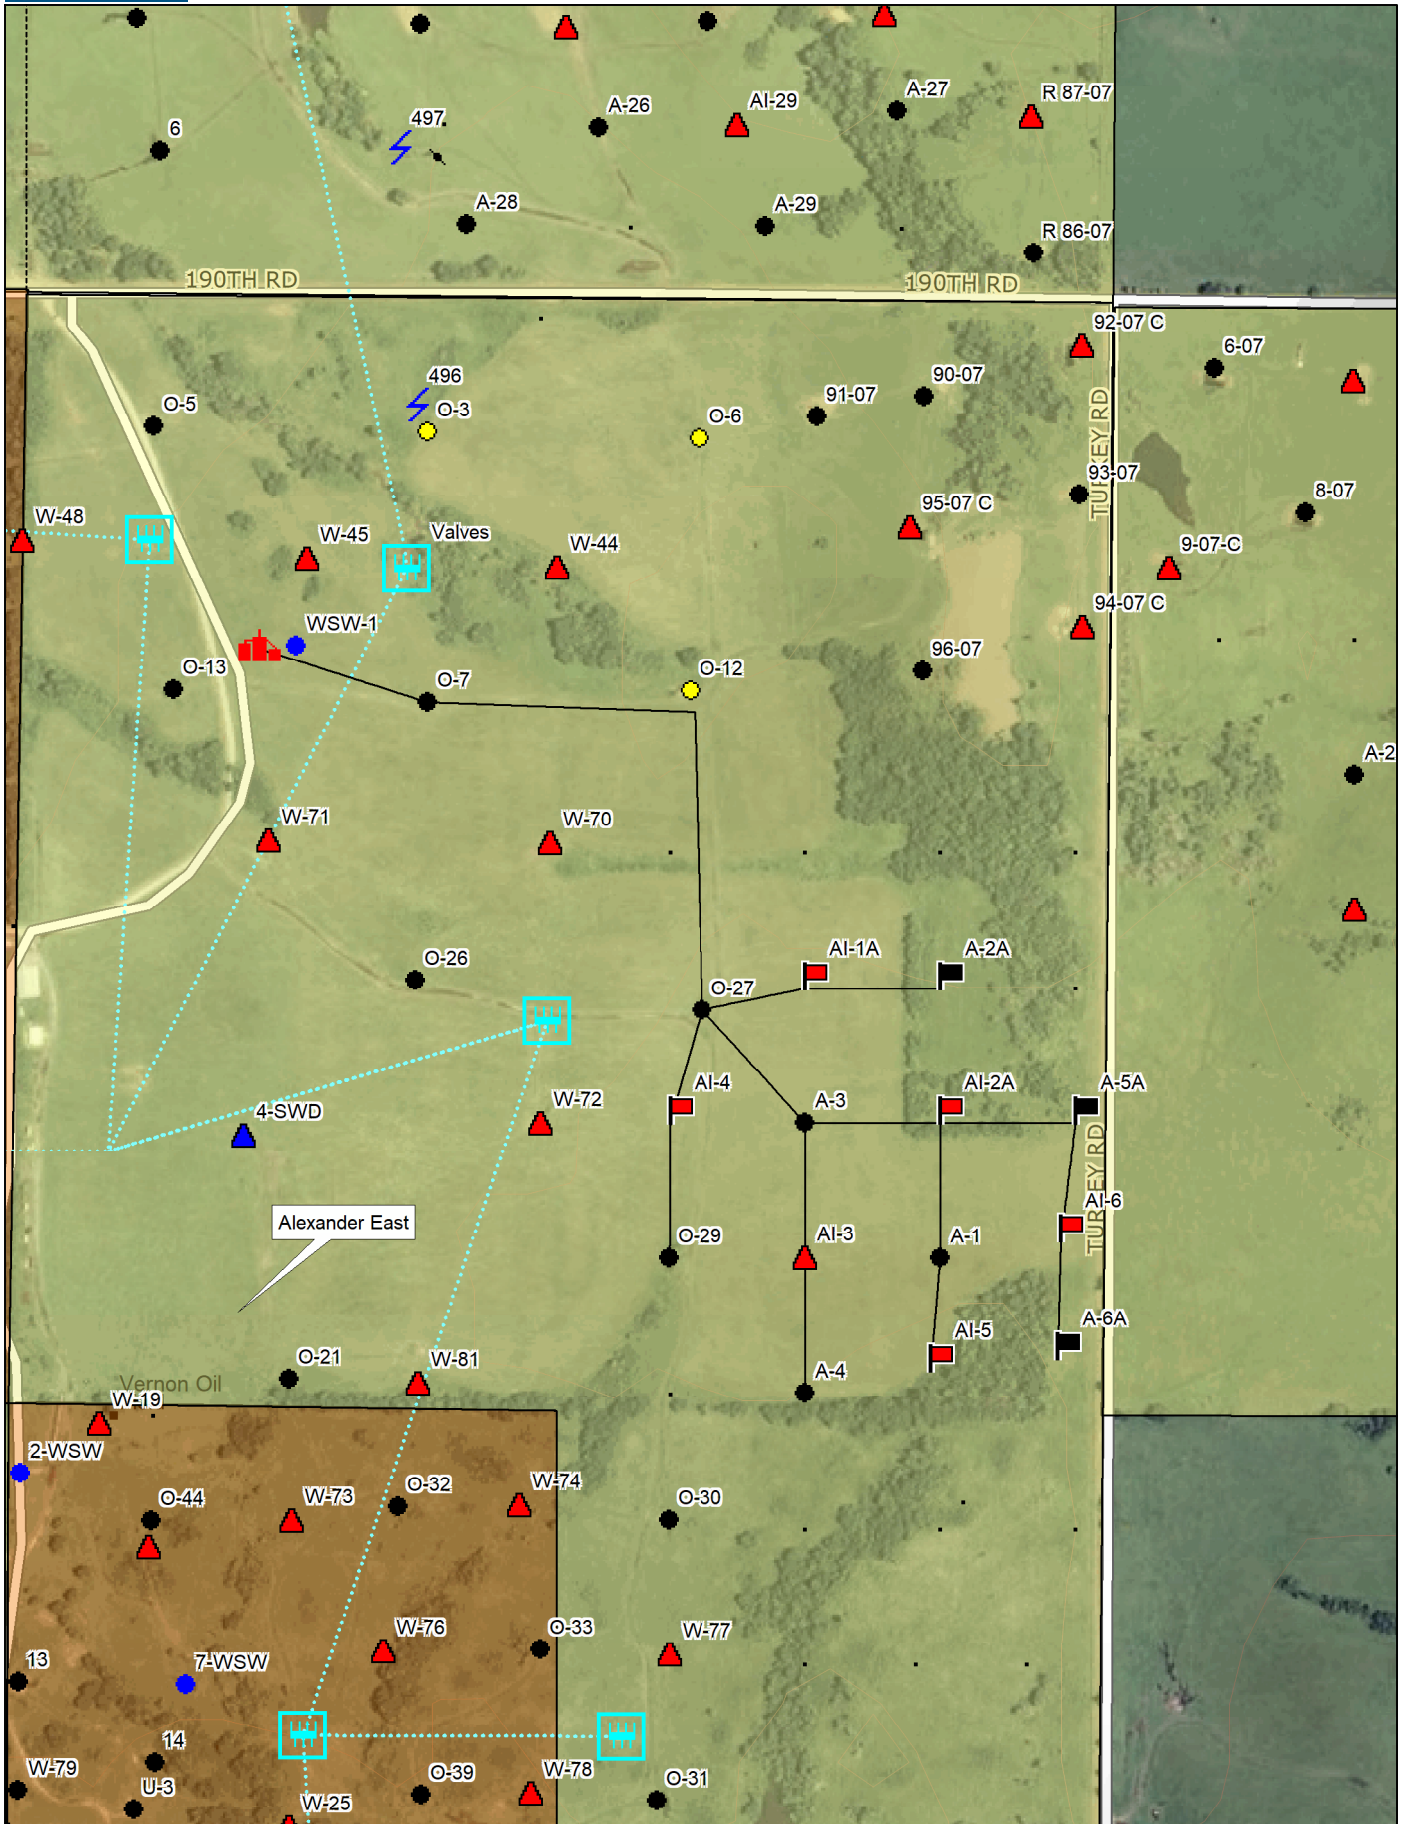 A-27
R 87-07
AI-29
A-26
497
6
A-28
A-29
R 86-07
190TH RD
190TH RD
92-07 C
6-07
496
O-3
O-5
O-6
91-07
90-07
TURKEY RD
93-07
8-07
W-48
W-45
Valves
W-44
95-07 C
9-07-C
94-07 C
WSW-1
O-13
O-7
O-12
96-07
A-2
W-71
W-70
O-26
O-27
AI-1A
A-2A
4-SWD
W-72
AI-4
A-3
AI-2A
A-5A
TURKEY RD
Alexander East
O-29
AI-3
A-1
AI-6
O-21
W-81
A-4
AI-5
A-6A
Vernon Oil
W-19
2-WSW
O-44
W-73
O-32
W-74
O-30
13
7-WSW
W-76
O-33
W-77
14
W-79
U-3
W-25
O-39
W-78
O-31